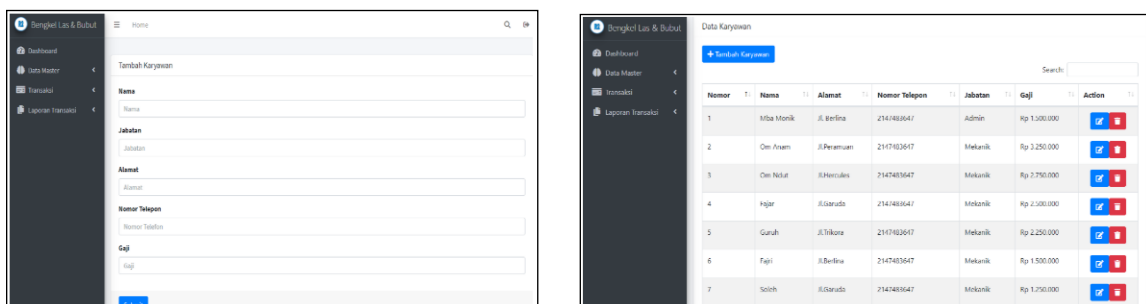 Bengkel Las & Bubut
Home
Dashboard
Data Master
Transaksi
Laporan Transaksi
Tambah Karyawan
Nama
Nama
Jabatan
Jabatan
Alamat
Alamat
Nomor Telepon
Nomor Telefon
Gaji
Gaji
Bengkel Las & Bubut
Dashboard
Data Master
Transaksi
Laporan Transaksi
Data Karyawan
+ Tambah Karyawan
Search:
Nomor Nama Alamat Nomor Telepon Jabatan Gaji Action
1 Mba Monik Jl. Berlina 2147483647 Admin Rp 1.500.000
2 Om Anam Jl.Peramuan 2147483647 Mekanik Rp 3.250.000
3 Om Ndut Jl.Hercules 2147483647 Mekanik Rp 2.750.000
4 Fajar Jl.Garuda 2147483647 Mekanik Rp 2.500.000
5 Guruh Jl.Trikora 2147483647 Mekanik Rp 2.250.000
6 Fajri Jl.Berlina 2147483647 Mekanik Rp 1.500.000
7 Soleh Jl.Garuda 2147483647 Mekanik Rp 1.250.000